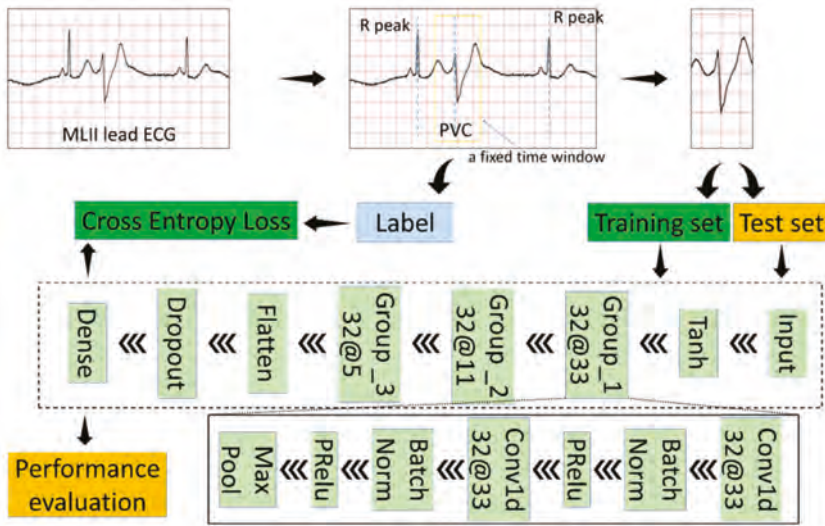 R peak
R peak
MLII lead ECG
PVC
a fixed time window
Cross Entropy Loss
Label
Training set
Test set
Dense
Dropout
Flatten
Group_3
32@5
Group_2
32@11
Group_1
32@33
Tanh
Input
Performance
evaluation
Max
Pool
PRelu
Batch
Norm
Conv1d
32@33
PRelu
Batch
Norm
Conv1d
32@33